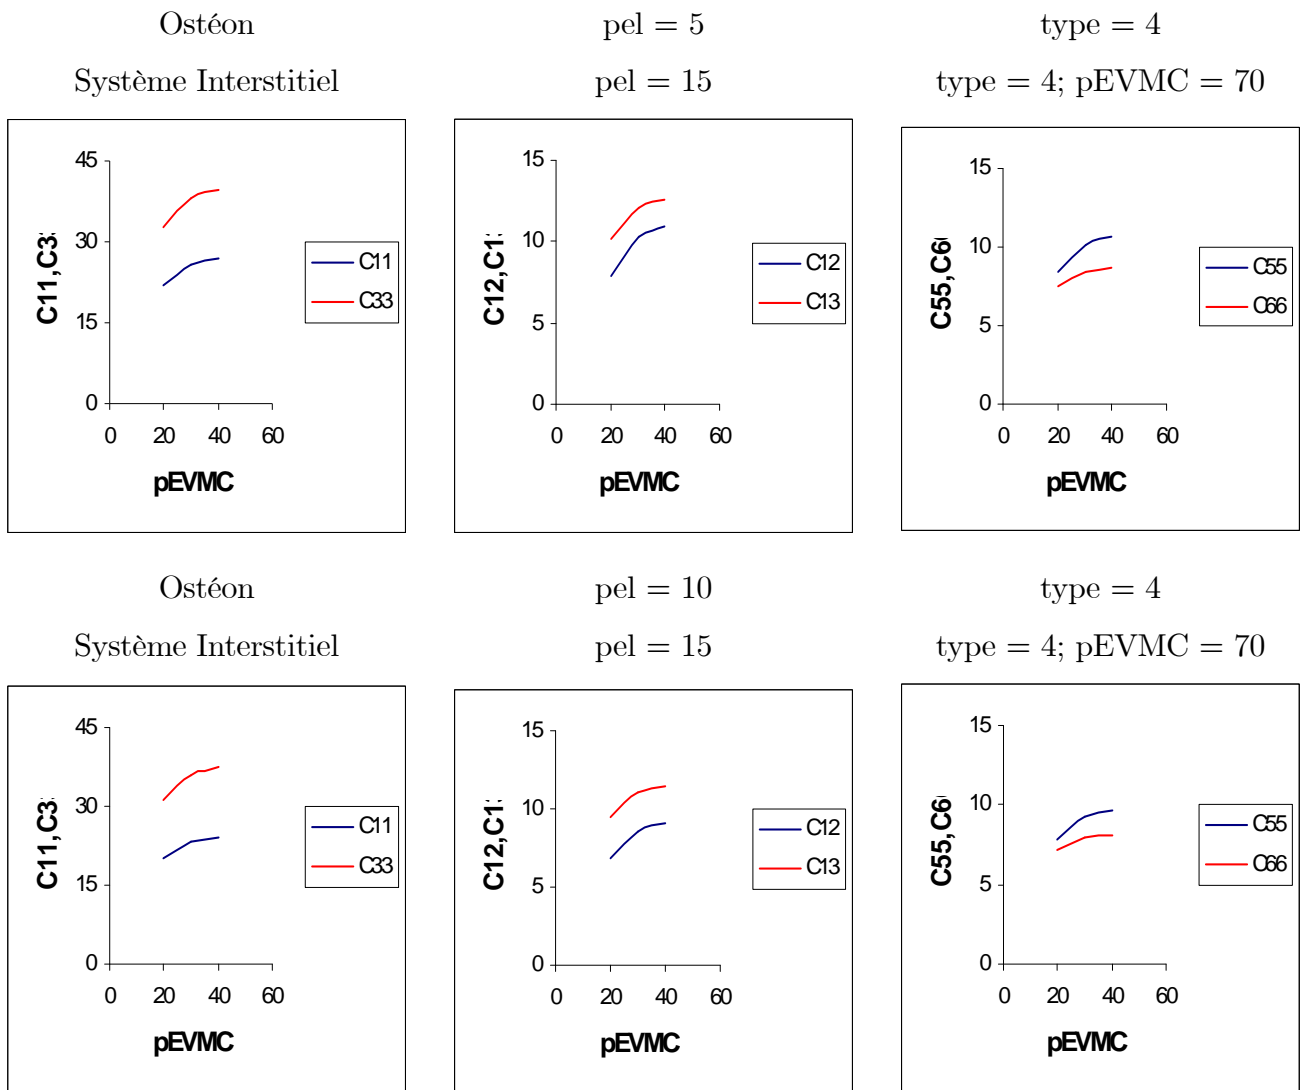 Ostéon pel = 5 type = 4
Système Interstitiel pel = 15 type = 4; pEVMC = 70
45
30
15
0
0 20 40 60
C11,C3
pEVMC
C11
C33
15
10
5
0
0 20 40 60
C12,C1
pEVMC
C12
C13
15
10
5
0
0 20 40 60
C55,C6
pEVMC
C55
C66
Ostéon pel = 10 type = 4
Système Interstitiel pel = 15 type = 4; pEVMC = 70
45
30
15
0
0 20 40 60
C11,C3
pEVMC
C11
C33
15
10
5
0
0 20 40 60
C12,C1
pEVMC
C12
C13
15
10
5
0
0 20 40 60
C55,C6
pEVMC
C55
C66